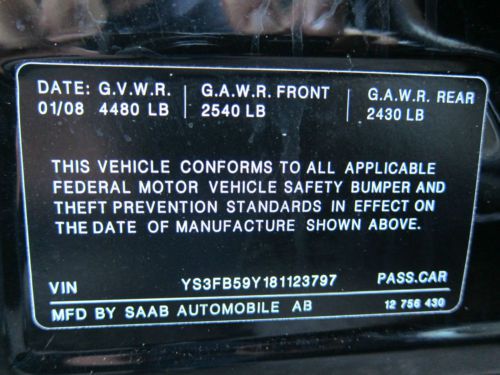 DATE: G.V.W.R. G.A.W.R. FRONT G.A.W.R. REAR
01/08 4480 LB 2540 LB 2430 LB
THIS VEHICLE CONFORMS TO ALL APPLICABLE
FEDERAL MOTOR VEHICLE SAFETY BUMPER AND
THEFT PREVENTION STANDARDS IN EFFECT ON
THE DATE OF MANUFACTURE SHOWN ABOVE.
VIN YS3FB59Y181123797 PASS.CAR
MFD BY SAAB AUTOMOBILE AB 12 756 430